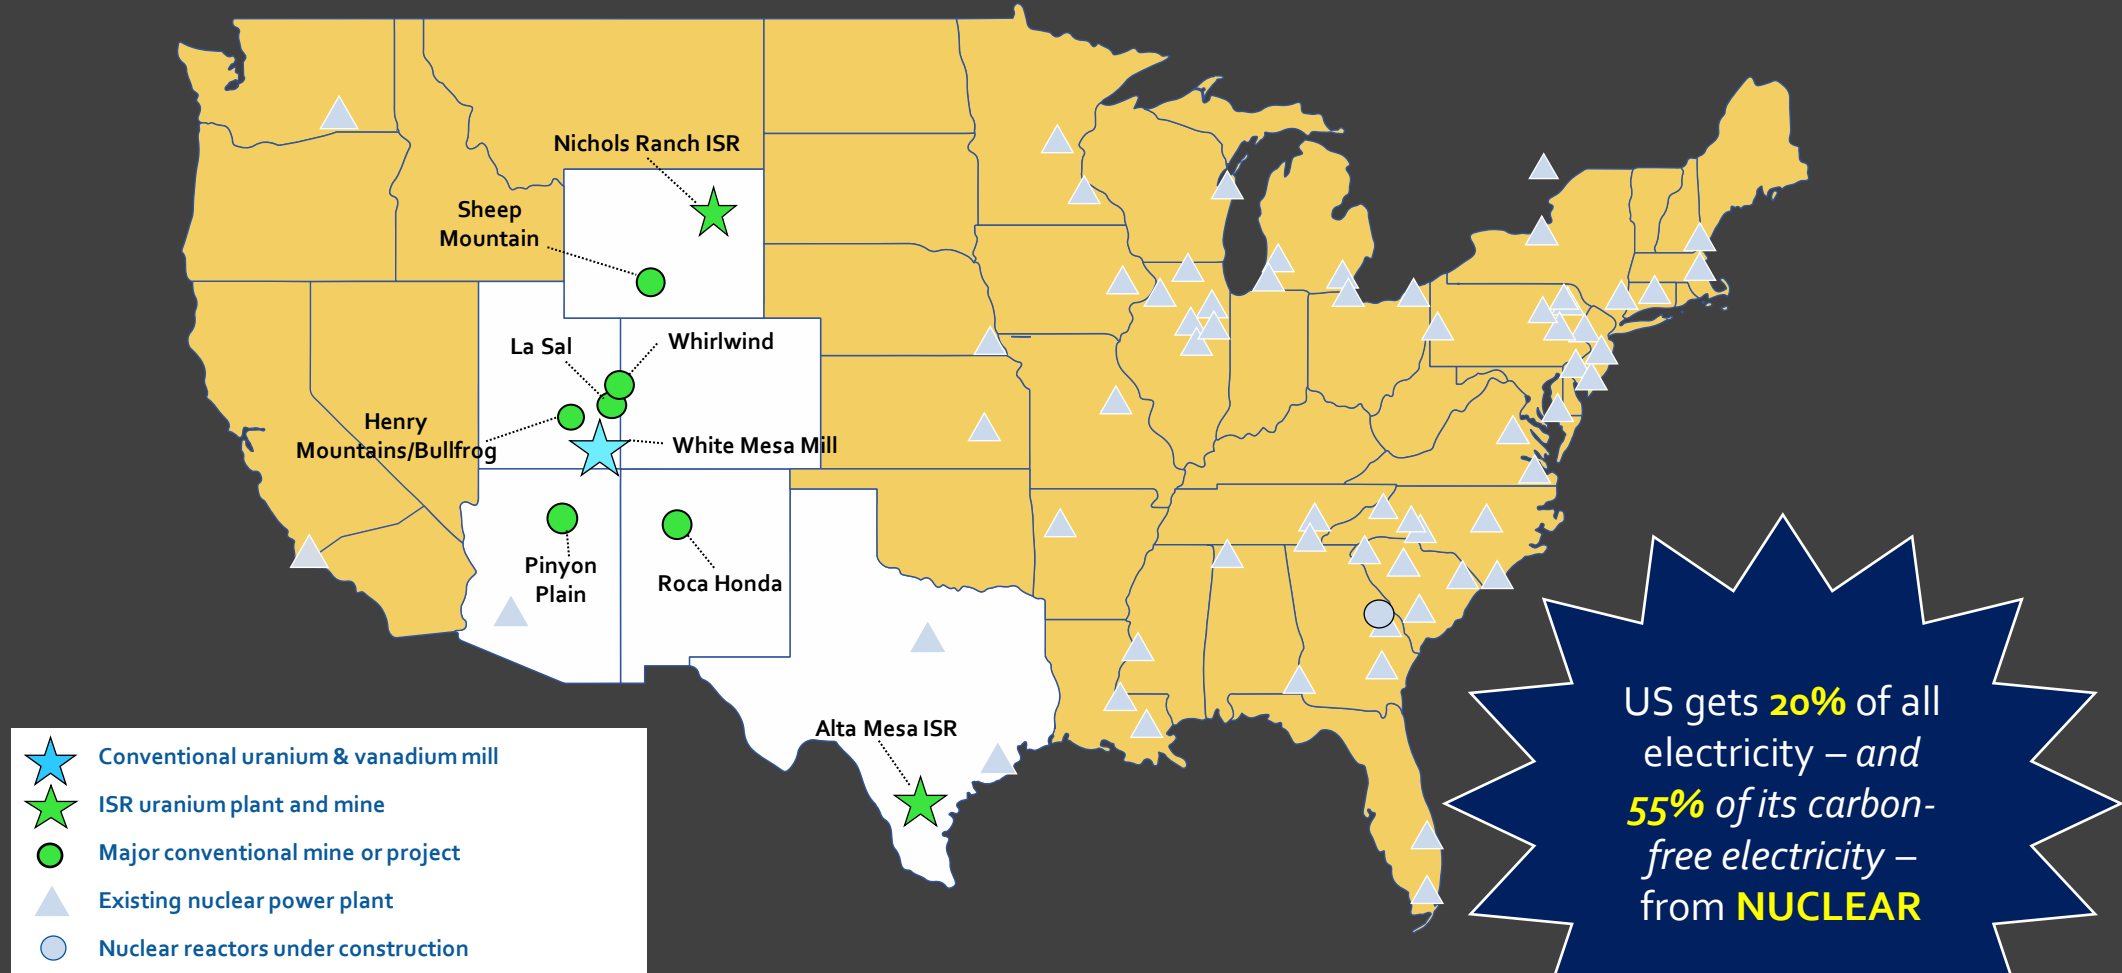 Nichols Ranch ISR
Sheep
Mountain
La Sal
Whirlwind
Henry
Mountains/Bullfrog
White Mesa Mill
Pinyon
Plain
Roca Honda
Alta Mesa ISR
Conventional uranium & vanadium mill
ISR uranium plant and mine
Major conventional mine or project
Existing nuclear power plant
Nuclear reactors under construction
US gets 20% of all
electricity – and
55% of its carbon-
free electricity –
from NUCLEAR